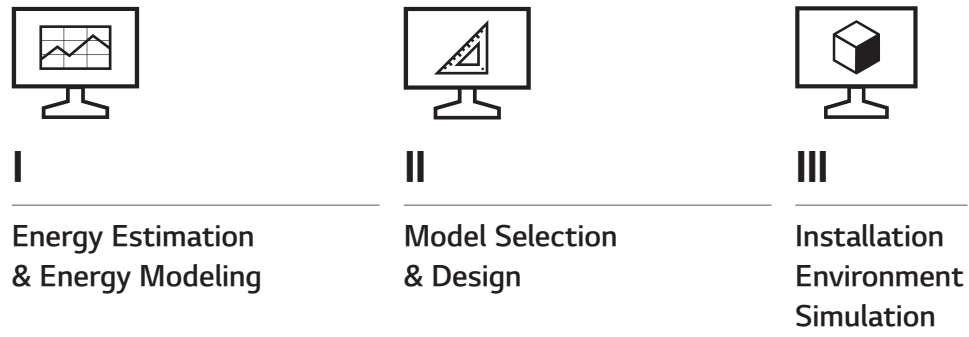 I
Energy Estimation
& Energy Modeling
II
Model Selection
& Design
III
Installation
Environment
Simulation